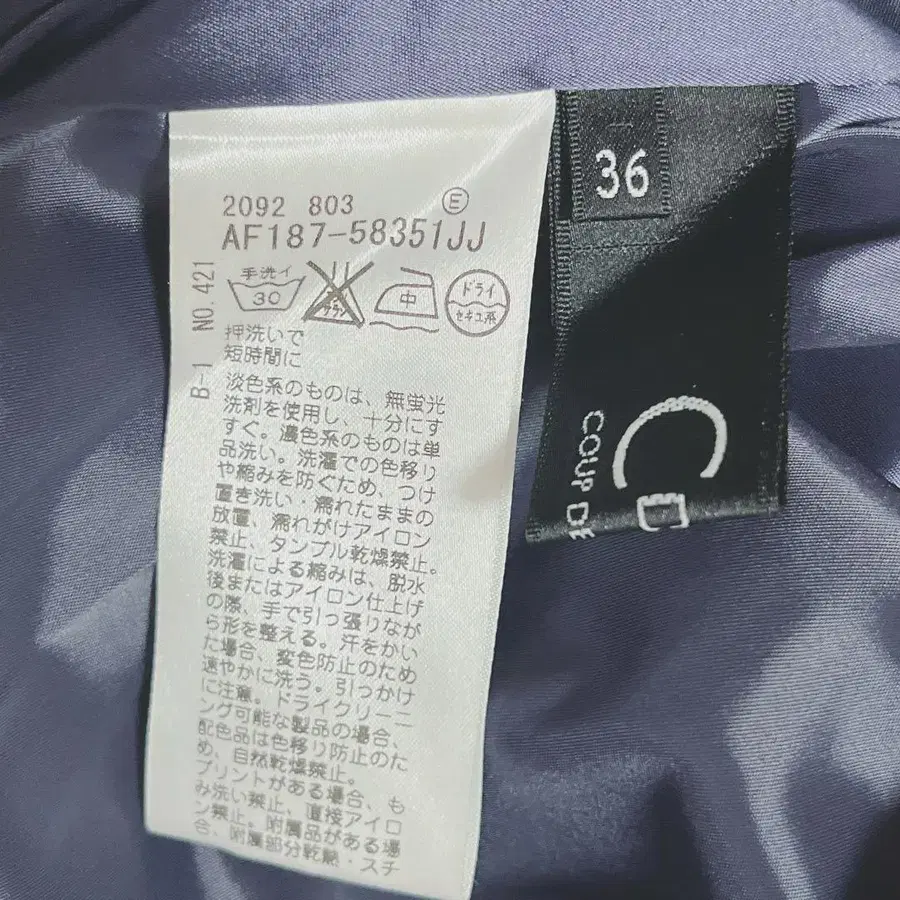 2092 803 E
AF187-58351JJ
手洗イ
30
中
ドライ
セキユ系
B-1 NO.421
押洗いで
短時間に
淡色系のものは、無蛍光
洗剤を使用し、十分にす
すぐ。濃色系のものは単
品洗い。洗濯での色移り
や縮みを防ぐため、つけ
置き洗い・濡れたままの
放置、濡れがけアイロン
禁止、タンブル乾燥禁止。
洗濯による縮みは、脱水
後またはアイロン仕上げ
の際、手で引っ張りなが
ら形を整える。汗をかい
た場合、変色防止のため
速やかに洗う。引っかけ
に注意。ドライクリーニ
ング可能な製品の場合、
配色品は色移り防止のた
め、自然乾燥禁止。
プリントがある場合、も
み洗い禁止、直接アイロ
ン禁止。附属品がある場
合、附属部分乾熱・スチ
36
CD
COUP DE